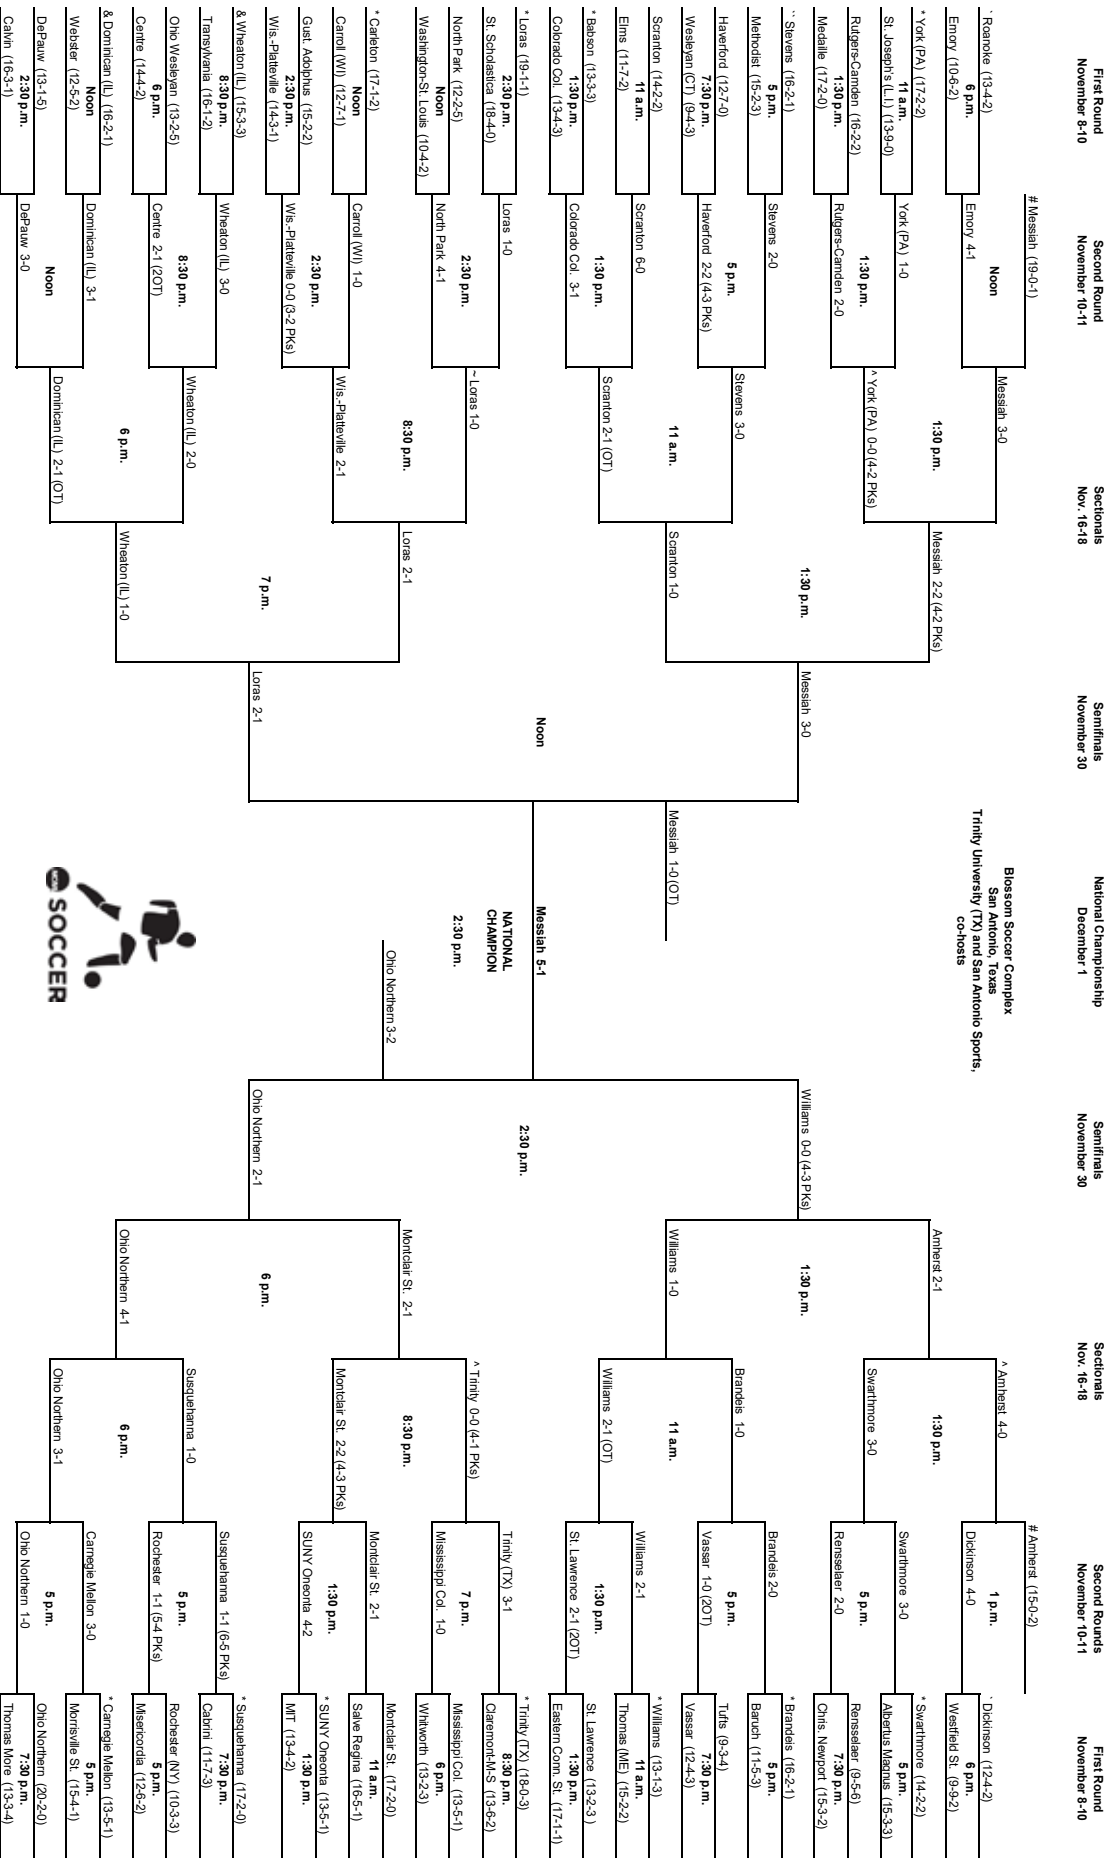 First Round
November 8-10
Second Round
November 10-11
Sectionals
Nov. 16-18
Semifinals
November 30
National Championship
December 1
Semifinals
November 30
Sectionals
Nov. 16-18
Second Rounds
November 10-11
First Round
November 8-10
Blossom Soccer Complex
San Antonio, Texas
Trinity University (TX) and San Antonio Sports,
co-hosts
` Roanoke (13-4-2)
6 p.m.
Emory (10-6-2)
* York (PA) (17-2-2)
11 a.m.
St. Joseph's (L.I.) (13-9-0)
Rutgers-Camden (16-2-2)
1:30 p.m.
Medaille (17-2-0)
`` Stevens (16-2-1)
5 p.m.
Methodist (15-2-3)
Haverford (12-7-0)
7:30 p.m.
Wesleyan (CT) (9-4-3)
Scranton (14-2-2)
11 a.m.
Elms (11-7-2)
* Babson (13-3-3)
1:30 p.m.
Colorado Col. (13-4-3)
* Loras (19-1-1)
2:30 p.m.
St. Scholastica (18-4-0)
North Park (12-2-5)
Noon
Washington-St. Louis (10-4-2)
* Carleton (17-1-2)
Noon
Carroll (WI) (12-7-1)
Gust. Adolphus (15-2-2)
2:30 p.m.
Wis.-Platteville (14-3-1)
& Wheaton (IL) (15-3-3)
8:30 p.m.
Transylvania (16-1-2)
Ohio Wesleyan (13-2-5)
6 p.m.
Centre (14-4-2)
& Dominican (IL) (16-2-1)
Noon
Webster (12-5-2)
DePauw (13-1-5)
2:30 p.m.
Calvin (16-3-1)
# Messiah (19-0-1)
Noon
Emory 4-1
York (PA) 1-0
1:30 p.m.
Rutgers-Camden 2-0
Stevens 2-0
5 p.m.
Haverford 2-2 (4-3 PKs)
Scranton 6-0
1:30 p.m.
Colorado Col. 3-1
Loras 1-0
2:30 p.m.
North Park 4-1
Carroll (WI) 1-0
2:30 p.m.
Wis.-Platteville 0-0 (3-2 PKs)
Wheaton (IL) 3-0
8:30 p.m.
Centre 2-1 (2OT)
Dominican (IL) 3-1
Noon
DePauw 3-0
Messiah 3-0
1:30 p.m.
^ York (PA) 0-0 (4-2 PKs)
Stevens 3-0
11 a.m.
Scranton 2-1 (OT)
~ Loras 1-0
8:30 p.m.
Wis.-Platteville 2-1
Wheaton (IL) 2-0
6 p.m.
Dominican (IL) 2-1 (OT)
Messiah 2-2 (4-2 PKs)
1:30 p.m.
Scranton 1-0
Loras 2-1
7 p.m.
Wheaton (IL) 1-0
Messiah 3-0
Noon
Loras 2-1
Messiah 1-0 (OT)
Messiah 5-1
NATIONAL
CHAMPION
2:30 p.m.
Ohio Northern 3-2
NCAA SOCCER
Williams 0-0 (4-3 PKs)
2:30 p.m.
Ohio Northern 2-1
Amherst 2-1
1:30 p.m.
Williams 1-0
Montclair St. 2-1
6 p.m.
Ohio Northern 4-1
^ Amherst 4-0
1:30 p.m.
Swarthmore 3-0
Brandeis 1-0
11 a.m.
Williams 2-1 (OT)
^ Trinity 0-0 (4-1 PKs)
8:30 p.m.
Montclair St. 2-2 (4-3 PKs)
Susquehanna 1-0
6 p.m.
Ohio Northern 3-1
# Amherst (15-0-2)
1 p.m.
Dickinson 4-0
Swarthmore 3-0
5 p.m.
Rensselaer 2-0
Brandeis 2-0
5 p.m.
Vassar 1-0 (2OT)
Williams 2-1
1:30 p.m.
St. Lawrence 2-1 (2OT)
Trinity (TX) 3-1
7 p.m.
Mississippi Col. 1-0
Montclair St. 2-1
1:30 p.m.
SUNY Oneonta 4-2
Susquehanna 1-1 (6-5 PKs)
5 p.m.
Rochester 1-1 (5-4 PKs)
Carnegie Mellon 3-0
5 p.m.
Ohio Northern 1-0
` Dickinson (12-4-2)
6 p.m.
Westfield St. (9-9-2)
* Swarthmore (14-2-2)
5 p.m.
Albertus Magnus (15-3-3)
Rensselaer (9-5-6)
7:30 p.m.
Chris. Newport (15-3-2)
* Brandeis (16-2-1)
5 p.m.
Baruch (11-5-3)
Tufts (9-3-4)
7:30 p.m.
Vassar (12-4-3)
* Williams (13-1-3)
11 a.m.
Thomas (ME) (15-2-2)
St. Lawrence (13-2-3 )
1:30 p.m.
Eastern Conn. St. (17-1-1)
* Trinity (TX) (18-0-3)
8:30 p.m.
Claremont-M-S (13-6-2)
Mississippi Col. (13-5-1)
6 p.m.
Whitworth (13-2-3)
Montclair St. (17-2-0)
11 a.m.
Salve Regina (16-5-1)
* SUNY Oneonta (13-5-1)
1:30 p.m.
MIT (13-4-2)
* Susquehanna (17-2-0)
7:30 p.m.
Cabrini (11-7-3)
Rochester (NY) (10-3-3)
5 p.m.
Misericordia (12-6-2)
* Carnegie Mellon (13-5-1)
5 p.m.
Morrisville St. (15-4-1)
Ohio Northern (20-2-0)
7:30 p.m.
Thomas More (13-3-4)